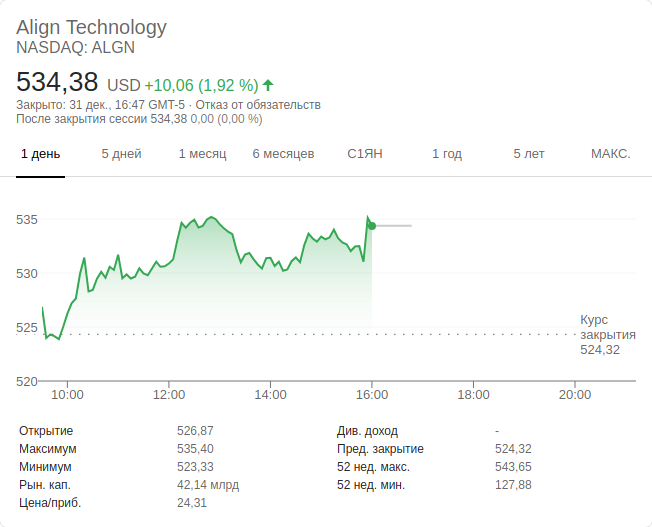 Align Technology
NASDAQ: ALGN
534,38 USD +10,06 (1,92 %)
Закрыто: 31 дек., 16:47 GMT-5 · Отказ от обязательств
После закрытия сессии 534,38 0,00 (0,00 %)
1 день 5 дней 1 месяц 6 месяцев С1ЯН 1 год 5 лет МАКС.
535
530
525
520
Курс
закрытия
524,32
10:00 12:00 14:00 16:00 18:00 20:00
Открытие 526,87 Див. доход -
Максимум 535,40 Пред. закрытие 524,32
Минимум 523,33 52 нед. макс. 543,65
Рын. кап. 42,14 млрд 52 нед. мин. 127,88
Цена/приб. 24,31